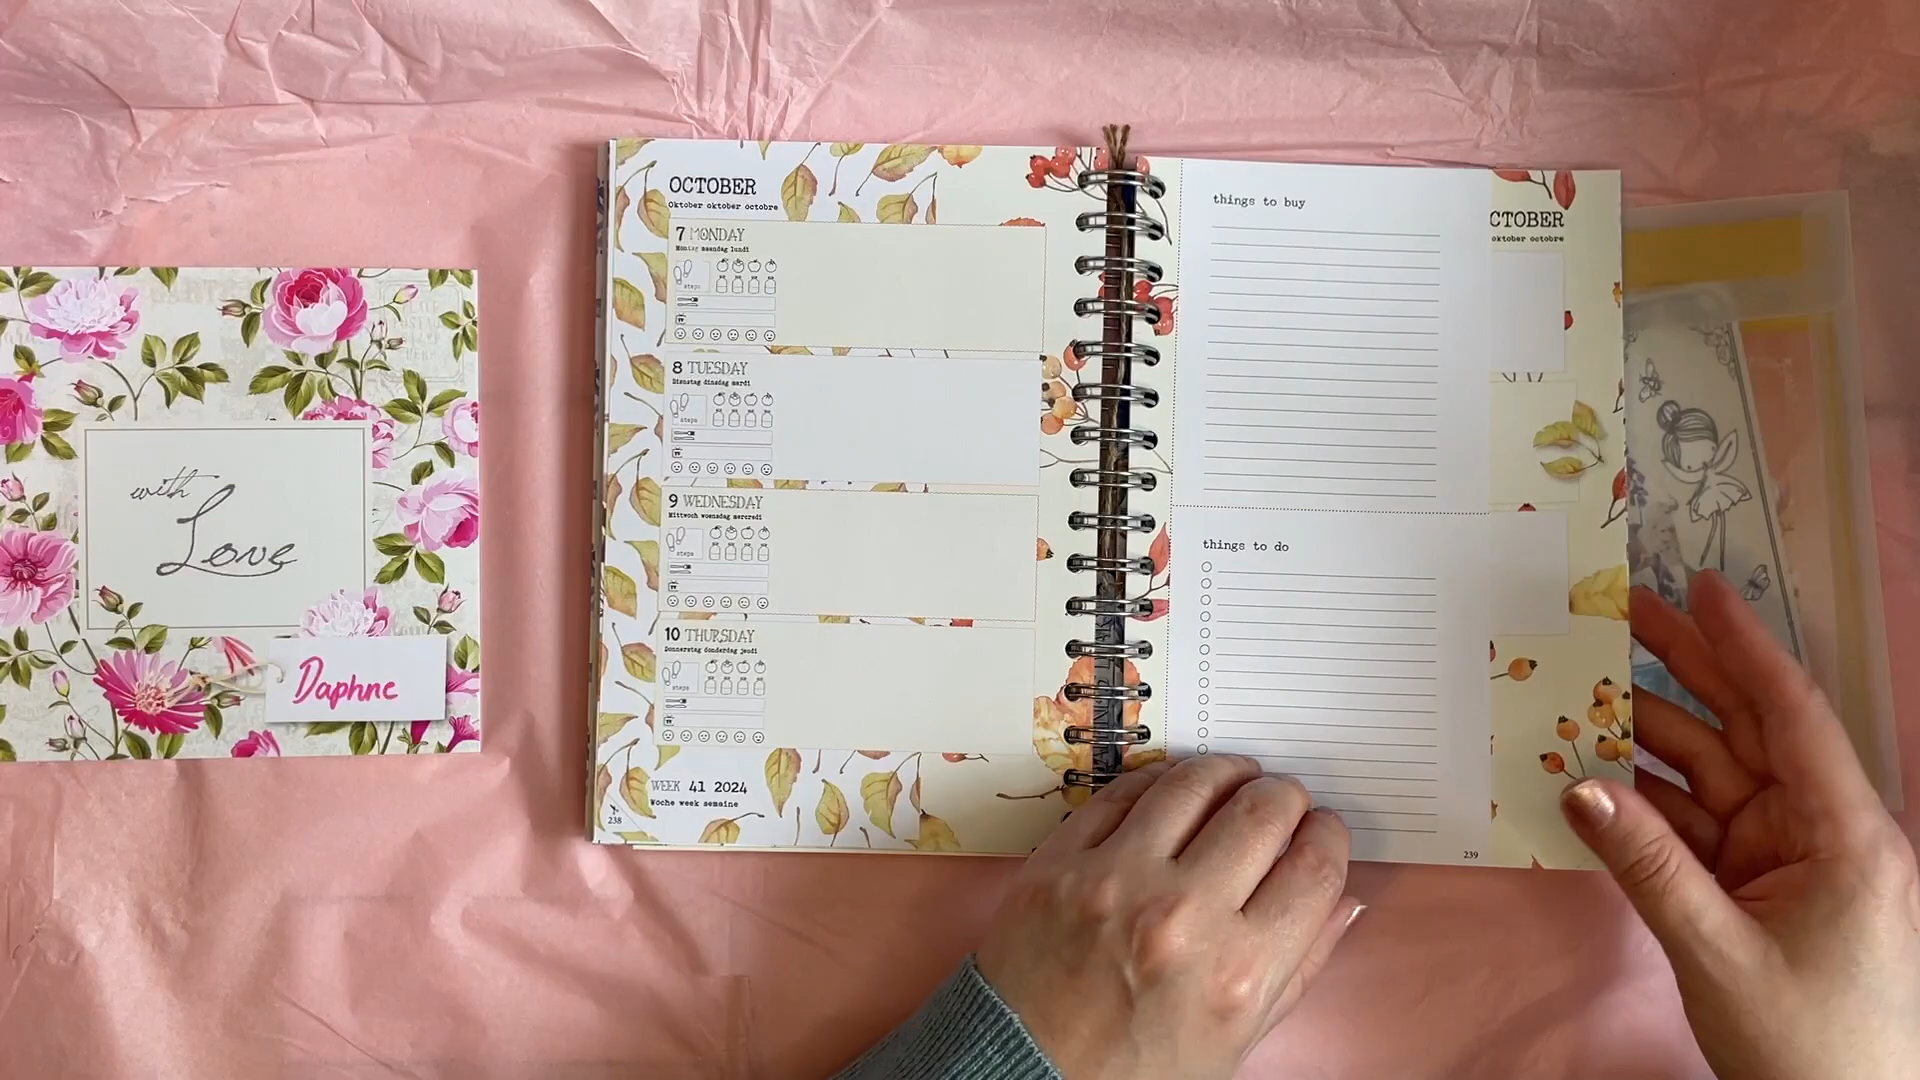 with
Love
Daphne
OCTOBER
Oktober oktober octobre
7 MONDAY
Montag maandag lundi
steps
8 TUESDAY
Dienstag dinsdag mardi
steps
9 WEDNESDAY
Mittwoch woensdag mercredi
steps
10 THURSDAY
Donnerstag donderdag jeudi
steps
WEEK 41 2024
Woche week semaine
238
things to buy
things to do
239
CTOBER
oktober octobre